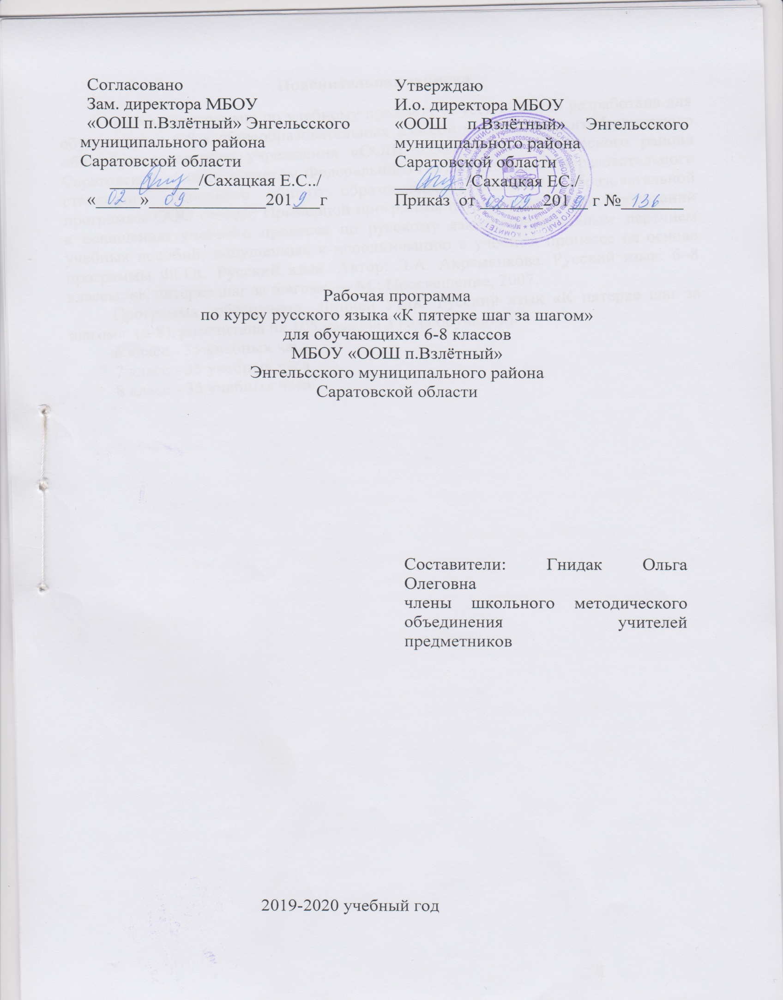 Согласовано
Зам. директора МБОУ
«ООШ п.Взлётный» Энгельсского
муниципального района
Саратовской области
/Сахацкая Е.С../
« 02 » 09 2019 г
Утверждаю
И.о. директора МБОУ
«ООШ п.Взлётный» Энгельсского
муниципального района
Саратовской области
/Сахацкая ЕС./
Приказ от 02 09 2019 г № 136
Рабочая программа
по курсу русского языка «К пятерке шаг за шагом»
для обучающихся 6-8 классов
МБОУ «ООШ п.Взлётный»
Энгельсского муниципального района
Саратовской области
Составители: Гнидак Ольга
Олеговна
члены школьного методического
объединения учителей
предметников
2019-2020 учебный год